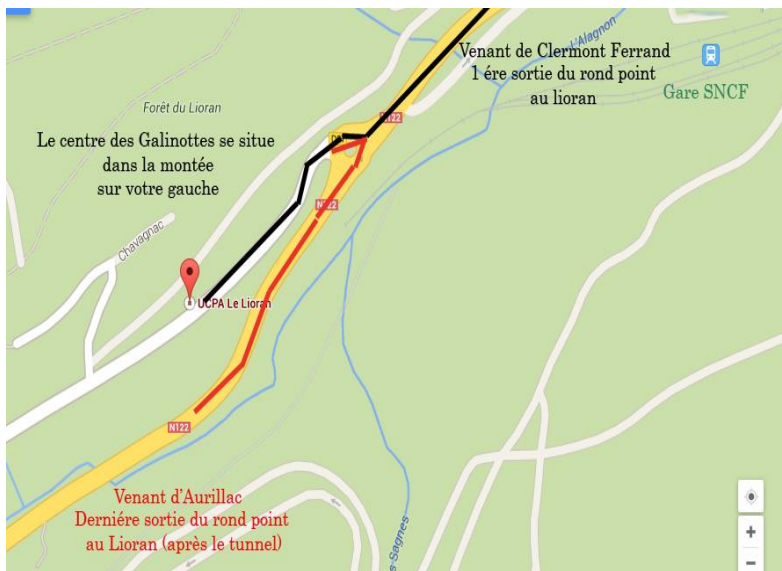 Venant de Clermont Ferrand
1 ére sortie du rond point
au lioran
L'Alagnon
Gare SNCF
Forêt du Lioran
Le centre des Galinottes se situe
dans la montée
sur votre gauche
N122
N122
Chavagnac
UCPA Le Lioran
N122
Venant d'Aurillac
Derniére sortie du rond point
au Lioran (après le tunnel)
Sagnes
+
−